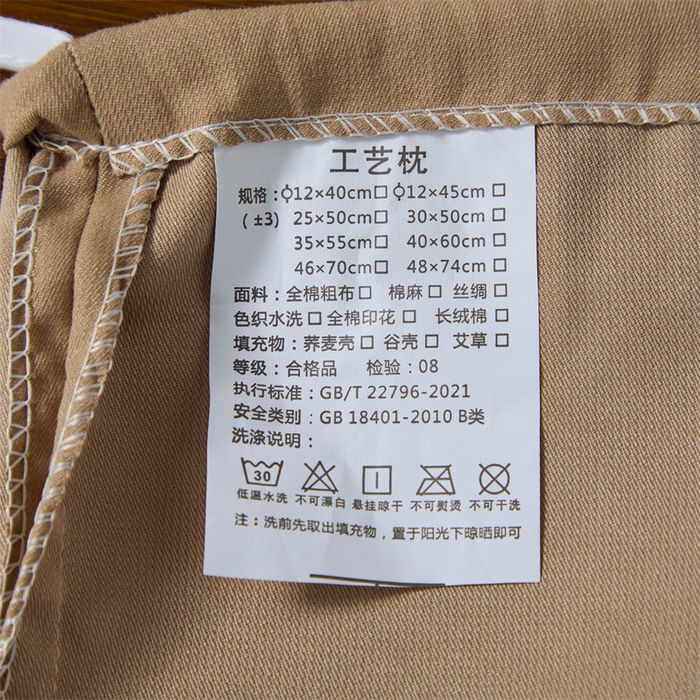 工艺枕
规格:ϕ12×40cm□ ϕ12×45cm □
(±3) 25×50cm□ 30×50cm □
35×55cm□ 40×60cm □
46×70cm□ 48×74cm □
面料: 全棉粗布 □ 棉麻 □ 丝绸 □
色织水洗 □ 全棉印花 □ 长绒棉 □
填充物: 荞麦壳 □ 谷壳 □ 艾草 □
等级: 合格品 检验: 08
执行标准: GB/T 22796-2021
安全类别: GB 18401-2010 B类
洗涤说明:
30
低温水洗 不可漂白 悬挂晾干 不可熨烫 不可干洗
注: 洗前先取出填充物, 置于阳光下晾晒即可